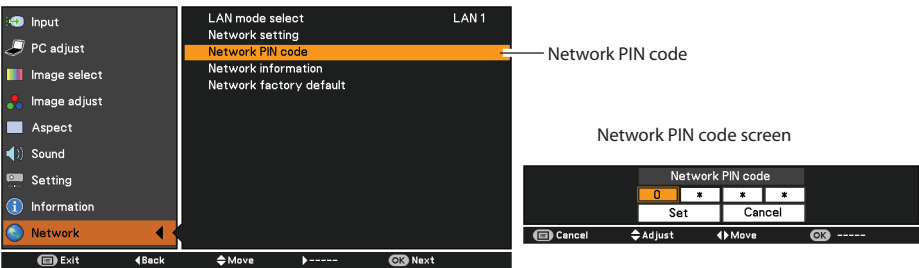 Input
PC adjust
Image select
Image adjust
Aspect
Sound
Setting
Information
Network
LAN mode select LAN 1
Network setting
Network PIN code
Network information
Network factory default
Exit Back Move ----- OK Next
Network PIN code
Network PIN code screen
Network PIN code
0 * * *
Set Cancel
Cancel Adjust Move OK -----